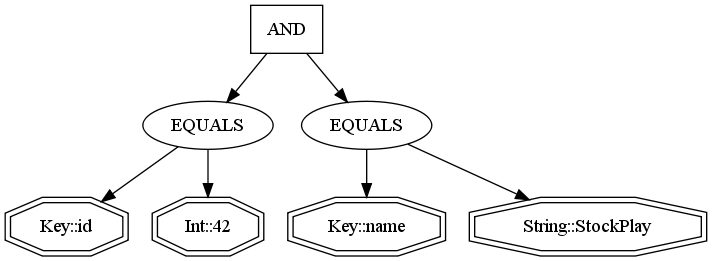 AND
EQUALS
EQUALS
Key::id
Int::42
Key::name
String::StockPlay